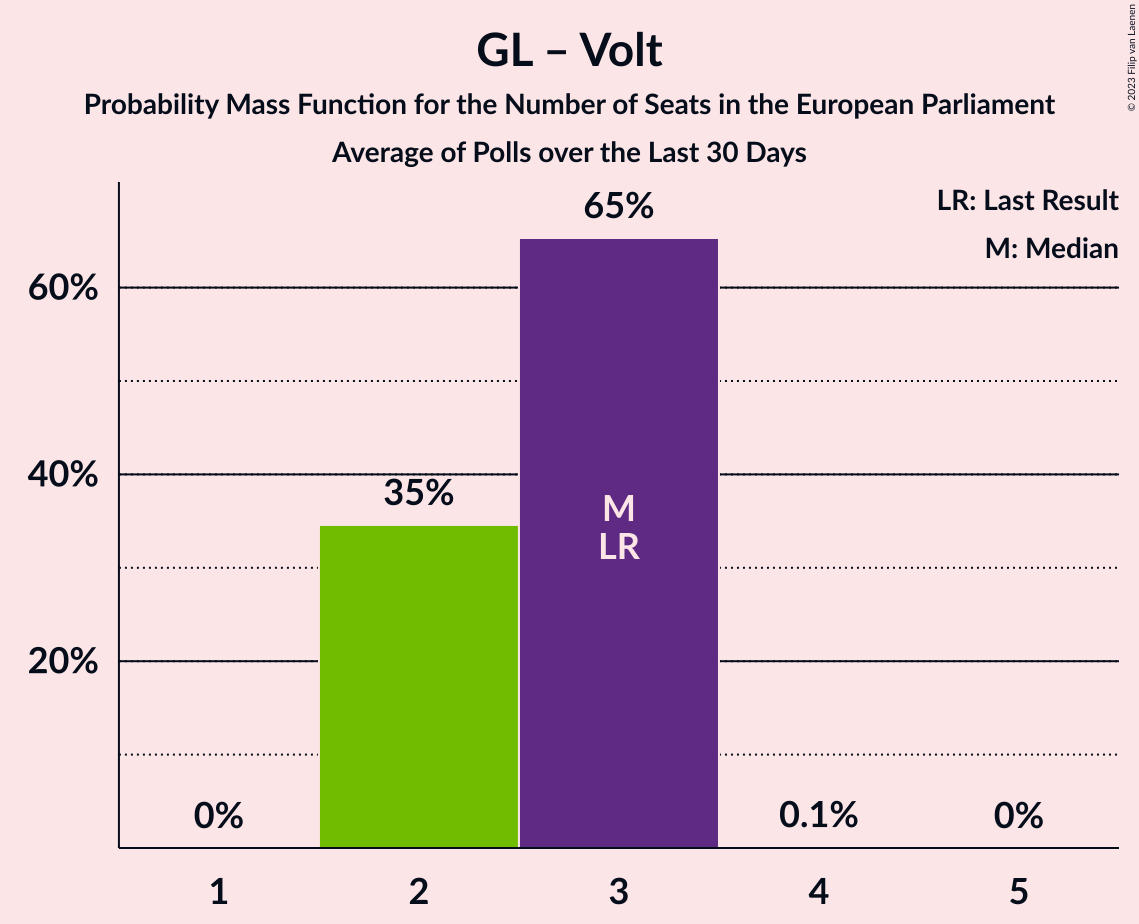 GL – Volt
Probability Mass Function for the Number of Seats in the European Parliament
Average of Polls over the Last 30 Days
© 2023 Filip van Laenen
LR: Last Result
M: Median
65%
60%
40%
35%
M
LR
20%
0%
0.1%
0%
1
2
3
4
5